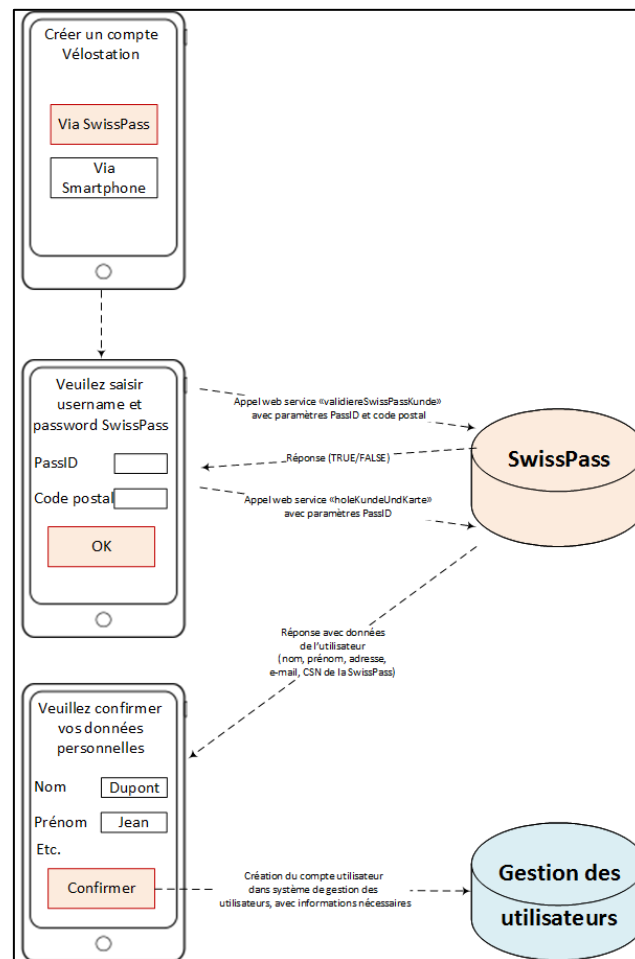 Créer un compte
Vélostation
Via SwissPass
Via
Smartphone
Veuilez saisir
username et
password SwissPass
PassID
Code postal
OK
Appel web service «validiereSwissPassKunde»
avec paramètres PassID et code postal
Réponse (TRUE/FALSE)
Appel web service «holeKundeUndKarte»
avec paramètres PassID
SwissPass
Réponse avec données
de l'utilisateur
(nom, prénom, adresse,
e-mail, CSN de la SwissPass)
Veuillez confirmer
vos données
personnelles
Nom Dupont
Prénom Jean
Etc.
Confirmer
Création du compte utilisateur
dans système de gestion des
utilisateurs, avec informations nécessaires
Gestion des
utilisateurs